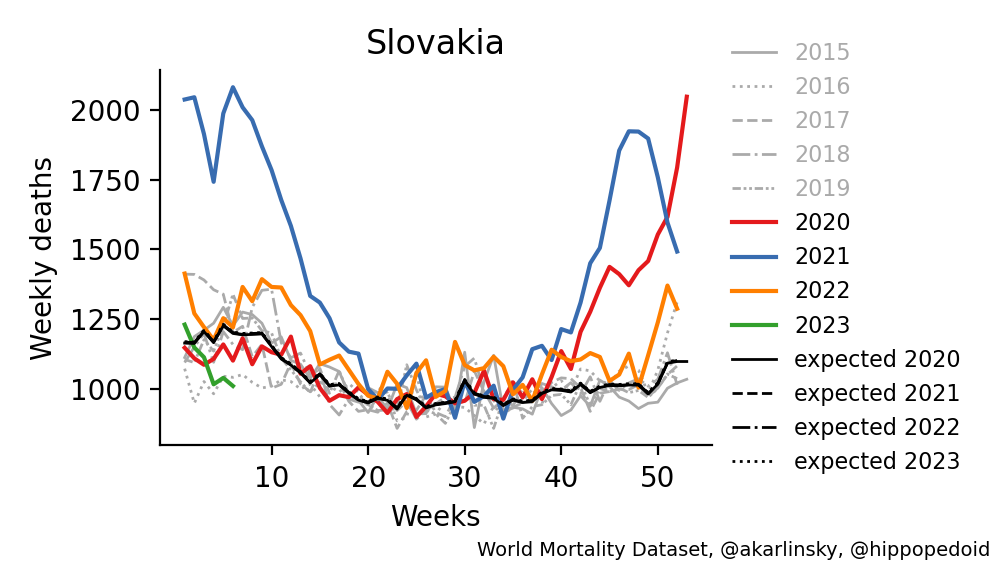 Slovakia
2000
1750
1500
1250
1000
Weekly deaths
10
20
30
40
50
Weeks
2015
2016
2017
2018
2019
2020
2021
2022
2023
expected 2020
expected 2021
expected 2022
expected 2023
World Mortality Dataset, @akarlinsky, @hippopedoid